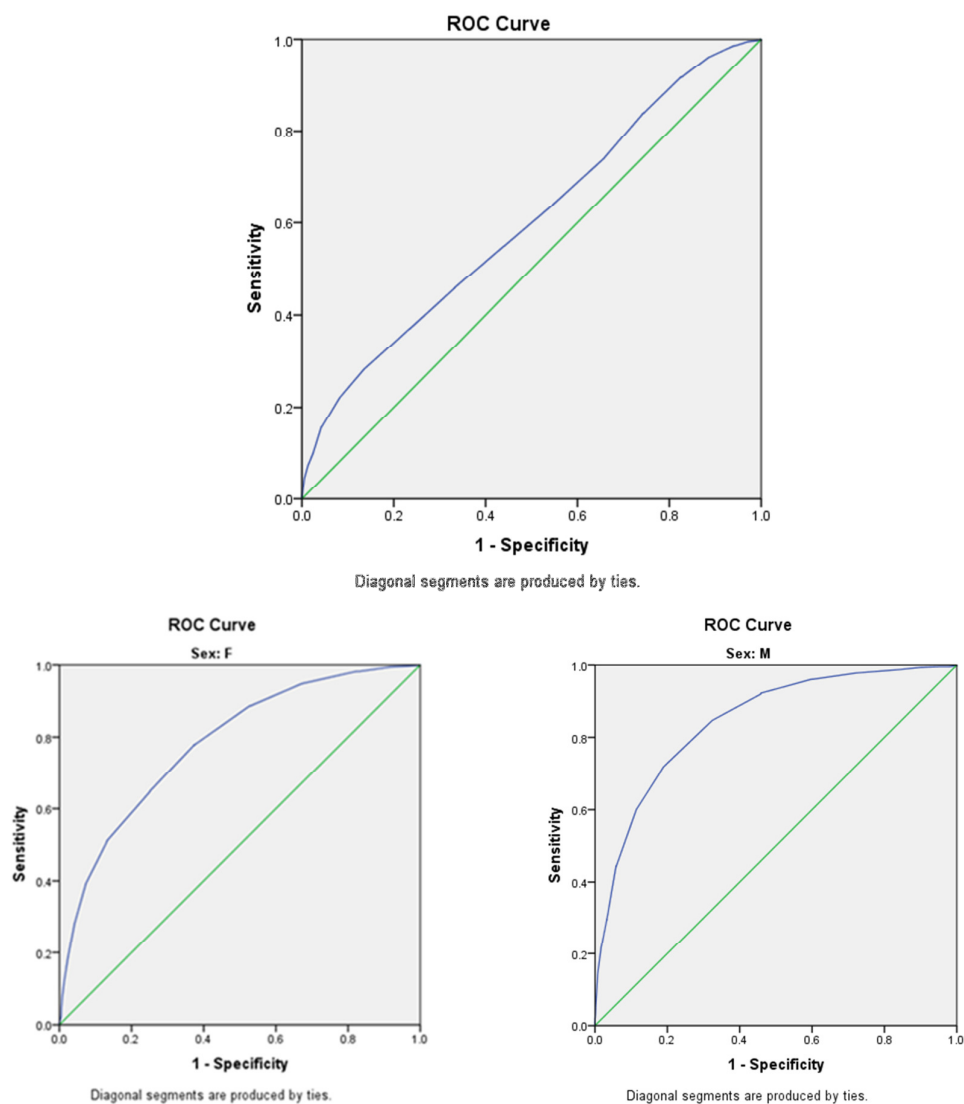 ROC Curve
1.0
0.8
0.6
0.4
0.2
0.0
Sensitivity
0.0 0.2 0.4 0.6 0.8 1.0
1 - Specificity
Diagonal segments are produced by ties.
ROC Curve
Sex: F
1.0
0.8
0.6
0.4
0.2
0.0
Sensitivity
0.0 0.2 0.4 0.6 0.8 1.0
1 - Specificity
Diagonal segments are produced by ties.
ROC Curve
Sex: M
1.0
0.8
0.6
0.4
0.2
0.0
Sensitivity
0.0 0.2 0.4 0.6 0.8 1.0
1 - Specificity
Diagonal segments are produced by ties.